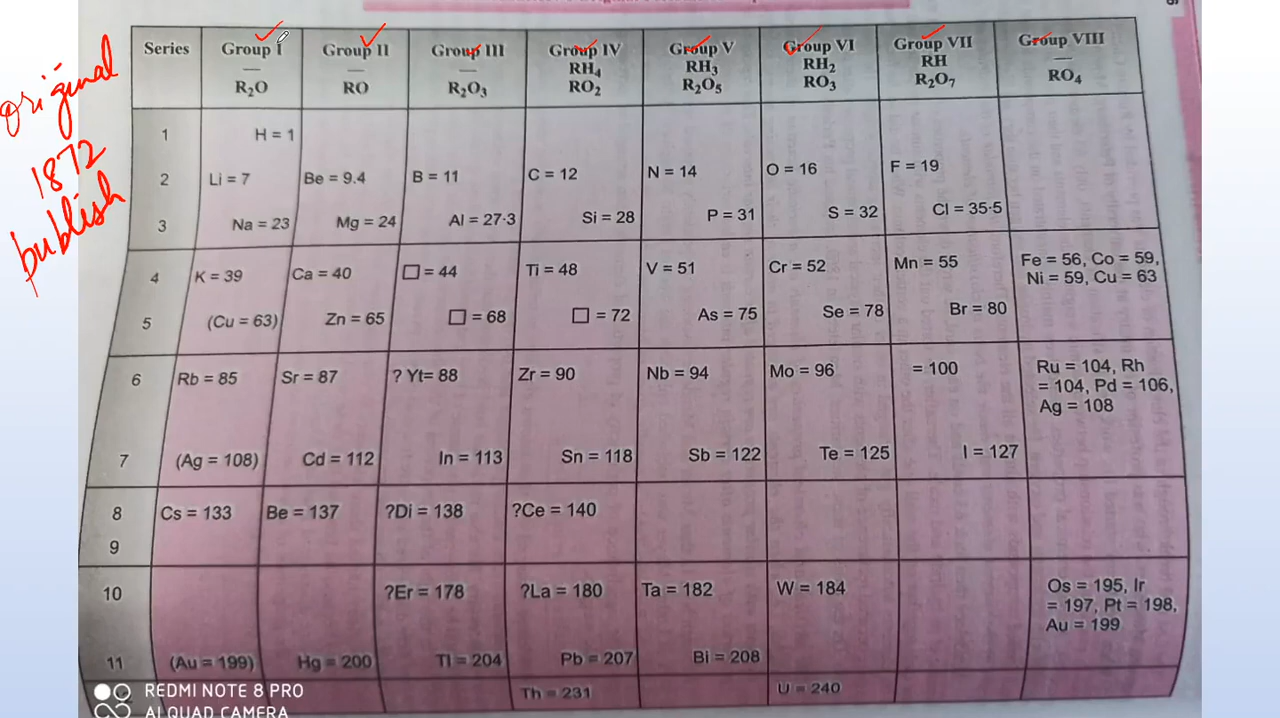 Series Group I Group II Group III Group IV Group V Group VI Group VII Group VIII
— — — RH₄ RH₃ RH₂ RH —
R₂O RO R₂O₃ RO₂ R₂O₅ RO₃ R₂O₇ RO₄
1 H = 1
2 Li = 7 Be = 9.4 B = 11 C = 12 N = 14 O = 16 F = 19
3 Na = 23 Mg = 24 Al = 27·3 Si = 28 P = 31 S = 32 Cl = 35·5
4 K = 39 Ca = 40 □ = 44 Ti = 48 V = 51 Cr = 52 Mn = 55 Fe = 56, Co = 59,
Ni = 59, Cu = 63
5 (Cu = 63) Zn = 65 □ = 68 □ = 72 As = 75 Se = 78 Br = 80
6 Rb = 85 Sr = 87 ? Yt= 88 Zr = 90 Nb = 94 Mo = 96 = 100 Ru = 104, Rh
= 104, Pd = 106,
Ag = 108
7 (Ag = 108) Cd = 112 In = 113 Sn = 118 Sb = 122 Te = 125 I = 127
8 Cs = 133 Be = 137 ?Di = 138 ?Ce = 140
9
10 ?Er = 178 ?La = 180 Ta = 182 W = 184 Os = 195, Ir
= 197, Pt = 198,
Au = 199
11 (Au = 199) Hg = 200 Tl = 204 Pb = 207 Bi = 208
Th = 231 U = 240
original
1872
publish
REDMI NOTE 8 PRO
AI QUAD CAMERA